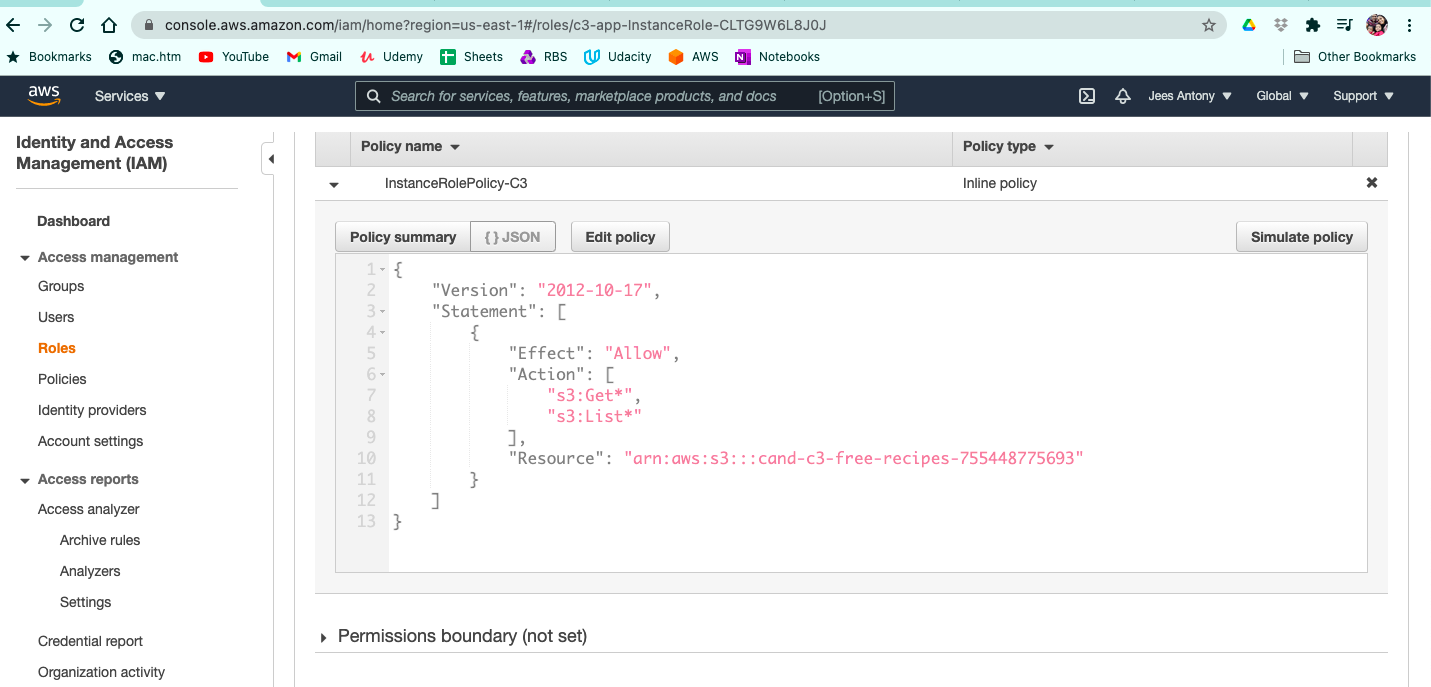 console.aws.amazon.com/iam/home?region=us-east-1#/roles/c3-app-InstanceRole-CLTG9W6L8J0J
Bookmarks mac.htm YouTube Gmail Udemy Sheets RBS Udacity AWS Notebooks Other Bookmarks
aws Services Search for services, features, marketplace products, and docs [Option+S] Jees Antony Global Support
Identity and Access
Management (IAM)
Dashboard
Access management
Groups
Users
Roles
Policies
Identity providers
Account settings
Access reports
Access analyzer
Archive rules
Analyzers
Settings
Credential report
Organization activity
Policy name Policy type
InstanceRolePolicy-C3 Inline policy
Policy summary { } JSON Edit policy Simulate policy
1 {
2 "Version": "2012-10-17",
3 "Statement": [
4 {
5 "Effect": "Allow",
6 "Action": [
7 "s3:Get*",
8 "s3:List*"
9 ],
10 "Resource": "arn:aws:s3:::cand-c3-free-recipes-755448775693"
11 }
12 ]
13 }
Permissions boundary (not set)